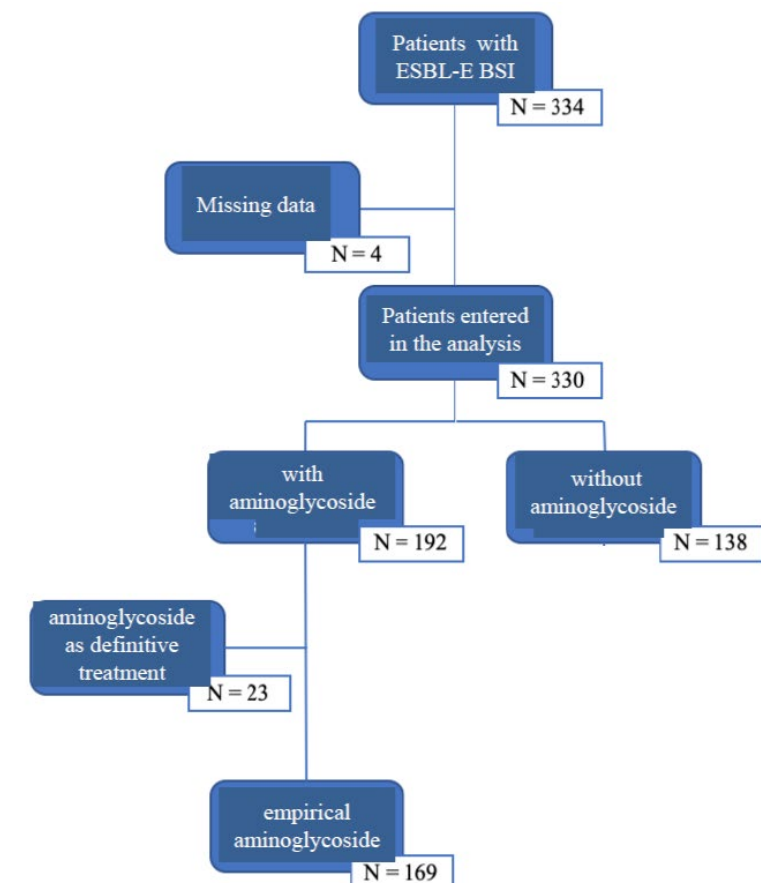 Patients with
ESBL-E BSI
N = 334
Missing data
N = 4
Patients entered
in the analysis
N = 330
with
aminoglycoside
N = 192
without
aminoglycoside
N = 138
aminoglycoside
as definitive
treatment
N = 23
empirical
aminoglycoside
N = 169